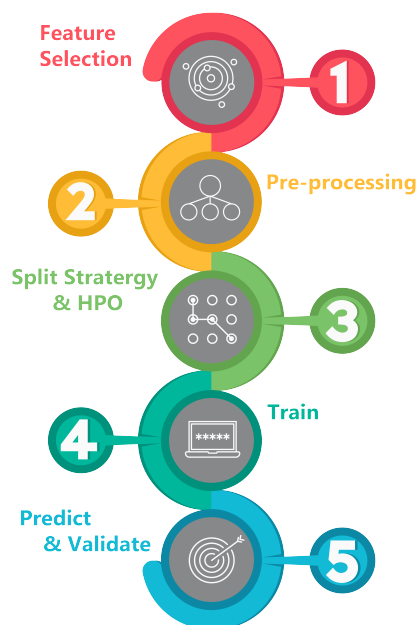 Feature
Selection
1
2
Pre-processing
Split Stratergy
& HPO
3
4
Train
*****
Predict
& Validate
5